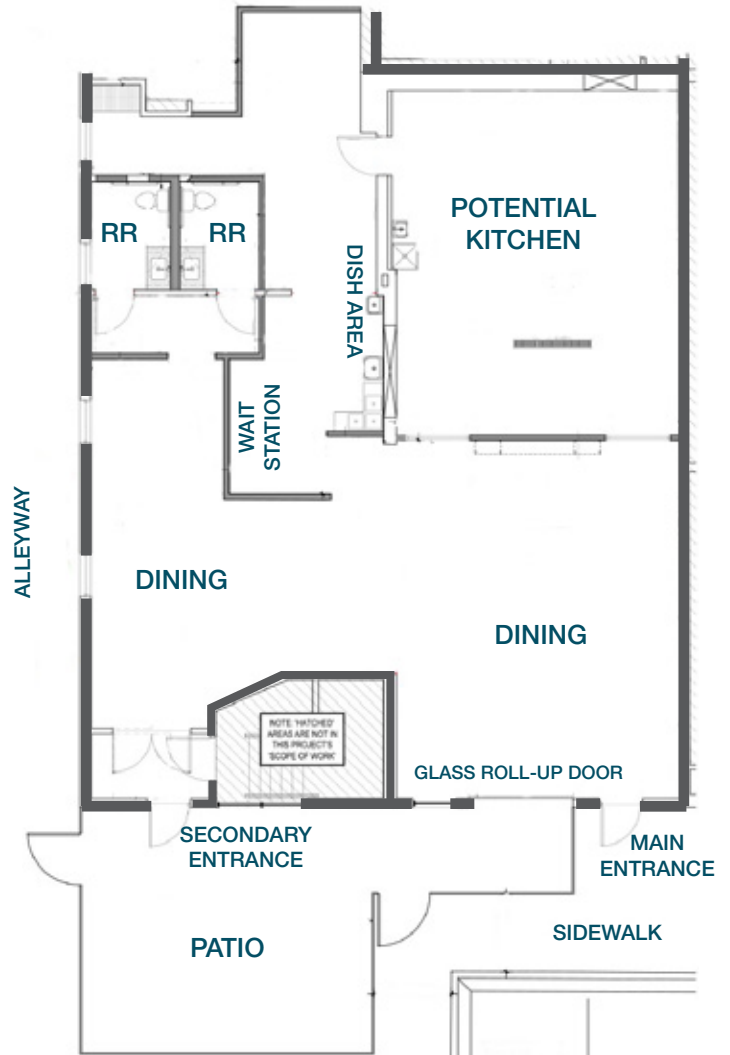 POTENTIAL
KITCHEN
RR
RR
DISH AREA
WAIT
STATION
ALLEYWAY
DINING
DINING
NOTE: 'HATCHED'
AREAS ARE NOT IN
THIS PROJECT'S
'SCOPE OF WORK'
GLASS ROLL-UP DOOR
SECONDARY
ENTRANCE
MAIN
ENTRANCE
PATIO
SIDEWALK